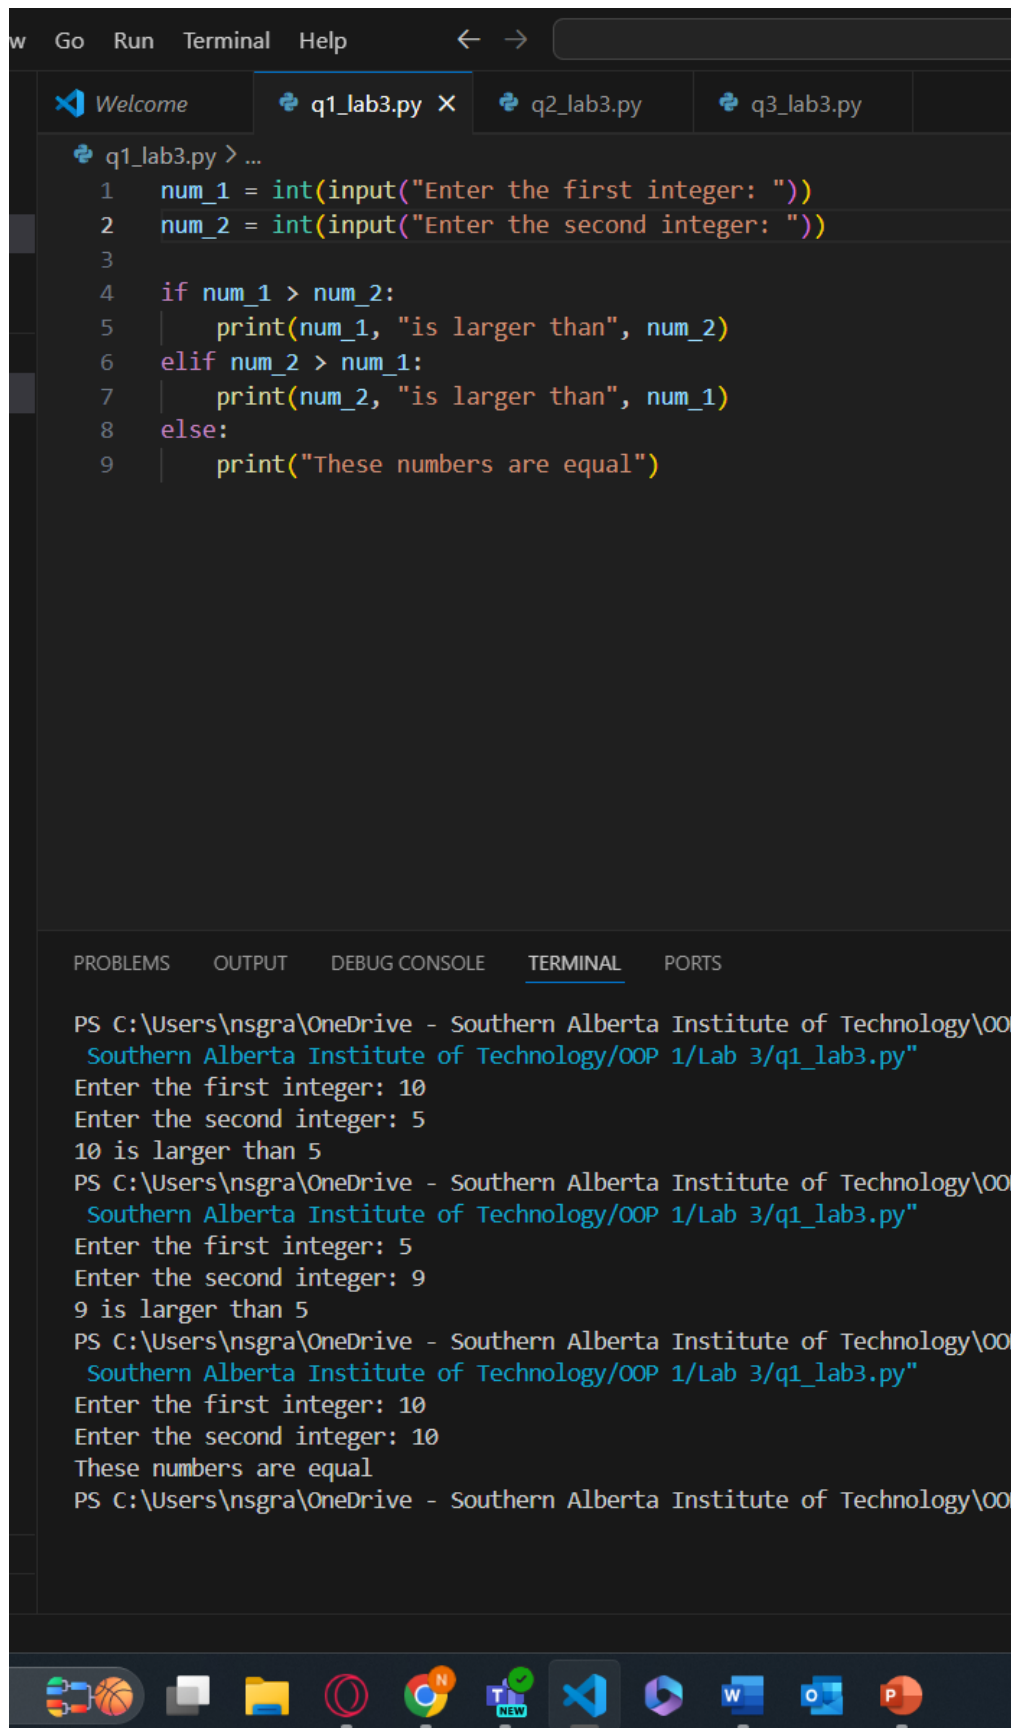 w Go Run Terminal Help
Welcome q1_lab3.py q2_lab3.py q3_lab3.py
q1_lab3.py > ...
1 num_1 = int(input("Enter the first integer: "))
2 num_2 = int(input("Enter the second integer: "))
3
4 if num_1 > num_2:
5     print(num_1, "is larger than", num_2)
6 elif num_2 > num_1:
7     print(num_2, "is larger than", num_1)
8 else:
9     print("These numbers are equal")
PROBLEMS OUTPUT DEBUG CONSOLE TERMINAL PORTS
PS C:\Users\nsgra\OneDrive - Southern Alberta Institute of Technology\OO
Southern Alberta Institute of Technology/OOP 1/Lab 3/q1_lab3.py"
Enter the first integer: 10
Enter the second integer: 5
10 is larger than 5
PS C:\Users\nsgra\OneDrive - Southern Alberta Institute of Technology\OO
Southern Alberta Institute of Technology/OOP 1/Lab 3/q1_lab3.py"
Enter the first integer: 5
Enter the second integer: 9
9 is larger than 5
PS C:\Users\nsgra\OneDrive - Southern Alberta Institute of Technology\OO
Southern Alberta Institute of Technology/OOP 1/Lab 3/q1_lab3.py"
Enter the first integer: 10
Enter the second integer: 10
These numbers are equal
PS C:\Users\nsgra\OneDrive - Southern Alberta Institute of Technology\OO
N T NEW W O P